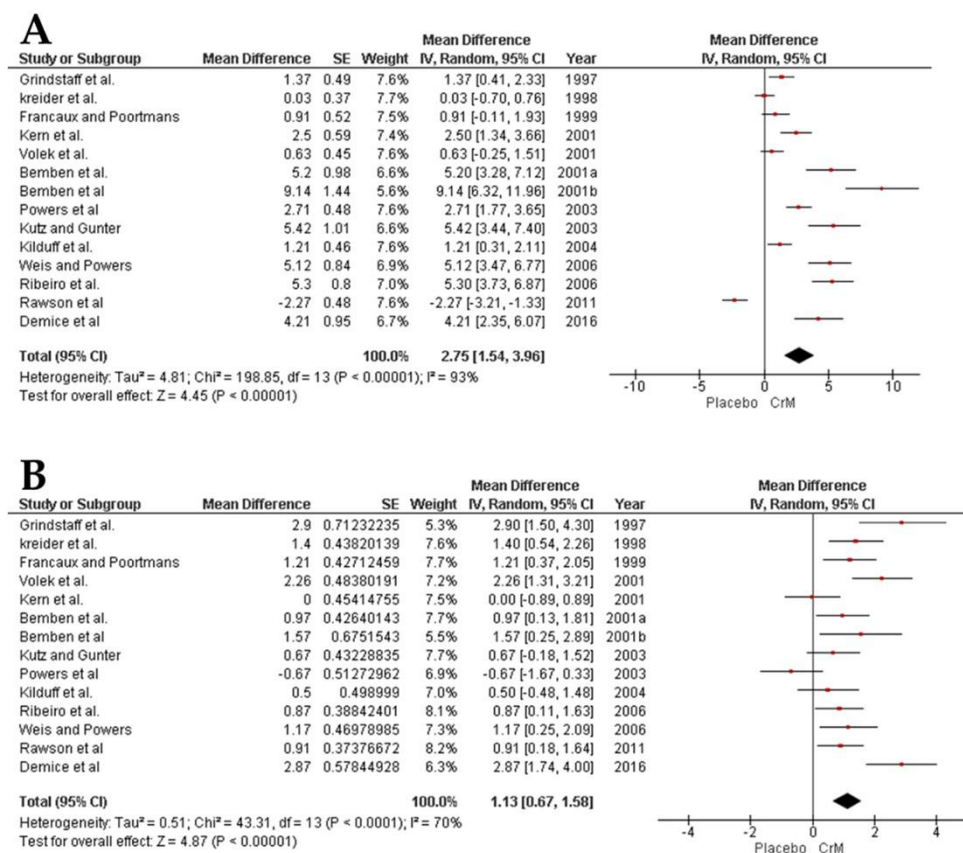 A
Mean Difference Mean Difference
Study or Subgroup Mean Difference SE Weight IV, Random, 95% CI Year IV, Random, 95% CI
Grindstaff et al. 1.37 0.49 7.6% 1.37 [0.41, 2.33] 1997
kreider et al. 0.03 0.37 7.7% 0.03 [-0.70, 0.76] 1998
Francaux and Poortmans 0.91 0.52 7.5% 0.91 [-0.11, 1.93] 1999
Kern et al. 2.5 0.59 7.4% 2.50 [1.34, 3.66] 2001
Volek et al. 0.63 0.45 7.6% 0.63 [-0.25, 1.51] 2001
Bemben et al. 5.2 0.98 6.6% 5.20 [3.28, 7.12] 2001a
Bemben et al 9.14 1.44 5.6% 9.14 [6.32, 11.96] 2001b
Powers et al 2.71 0.48 7.6% 2.71 [1.77, 3.65] 2003
Kutz and Gunter 5.42 1.01 6.6% 5.42 [3.44, 7.40] 2003
Kilduff et al. 1.21 0.46 7.6% 1.21 [0.31, 2.11] 2004
Weis and Powers 5.12 0.84 6.9% 5.12 [3.47, 6.77] 2006
Ribeiro et al. 5.3 0.8 7.0% 5.30 [3.73, 6.87] 2006
Rawson et al -2.27 0.48 7.6% -2.27 [-3.21, -1.33] 2011
Demice et al 4.21 0.95 6.7% 4.21 [2.35, 6.07] 2016
Total (95% CI) 100.0% 2.75 [1.54, 3.96]
Heterogeneity: Tau² = 4.81; Chi² = 198.85, df = 13 (P < 0.00001); I² = 93%
Test for overall effect: Z = 4.45 (P < 0.00001)
-10 -5 0 5 10
Placebo CrM
B
Mean Difference Mean Difference
Study or Subgroup Mean Difference SE Weight IV, Random, 95% CI Year IV, Random, 95% CI
Grindstaff et al. 2.9 0.71232235 5.3% 2.90 [1.50, 4.30] 1997
kreider et al. 1.4 0.43820139 7.6% 1.40 [0.54, 2.26] 1998
Francaux and Poortmans 1.21 0.42712459 7.7% 1.21 [0.37, 2.05] 1999
Volek et al. 2.26 0.48380191 7.2% 2.26 [1.31, 3.21] 2001
Kern et al. 0 0.45414755 7.5% 0.00 [-0.89, 0.89] 2001
Bemben et al. 0.97 0.42640143 7.7% 0.97 [0.13, 1.81] 2001a
Bemben et al 1.57 0.6751543 5.5% 1.57 [0.25, 2.89] 2001b
Kutz and Gunter 0.67 0.43228835 7.7% 0.67 [-0.18, 1.52] 2003
Powers et al -0.67 0.51272962 6.9% -0.67 [-1.67, 0.33] 2003
Kilduff et al. 0.5 0.498999 7.0% 0.50 [-0.48, 1.48] 2004
Ribeiro et al. 0.87 0.38842401 8.1% 0.87 [0.11, 1.63] 2006
Weis and Powers 1.17 0.46978985 7.3% 1.17 [0.25, 2.09] 2006
Rawson et al 0.91 0.37376672 8.2% 0.91 [0.18, 1.64] 2011
Demice et al 2.87 0.57844928 6.3% 2.87 [1.74, 4.00] 2016
Total (95% CI) 100.0% 1.13 [0.67, 1.58]
Heterogeneity: Tau² = 0.51; Chi² = 43.31, df = 13 (P < 0.0001); I² = 70%
Test for overall effect: Z = 4.87 (P < 0.00001)
-4 -2 0 2 4
Placebo CrM